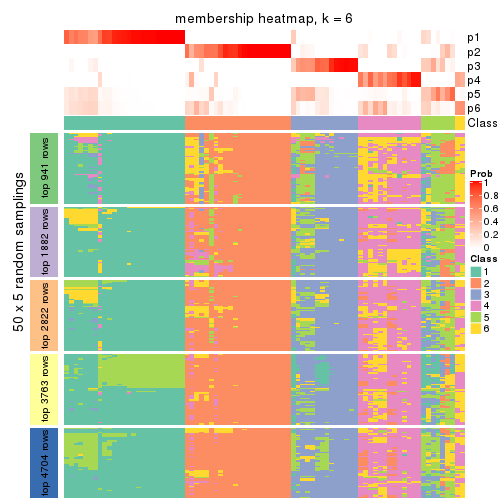 membership heatmap, k = 6
p1
p2
p3
p4
p5
p6
Class
50 x 5 random samplings
top 941 rows
top 1882 rows
top 2822 rows
top 3763 rows
top 4704 rows
Prob
1
0.8
0.6
0.4
0.2
0
Class
1
2
3
4
5
6